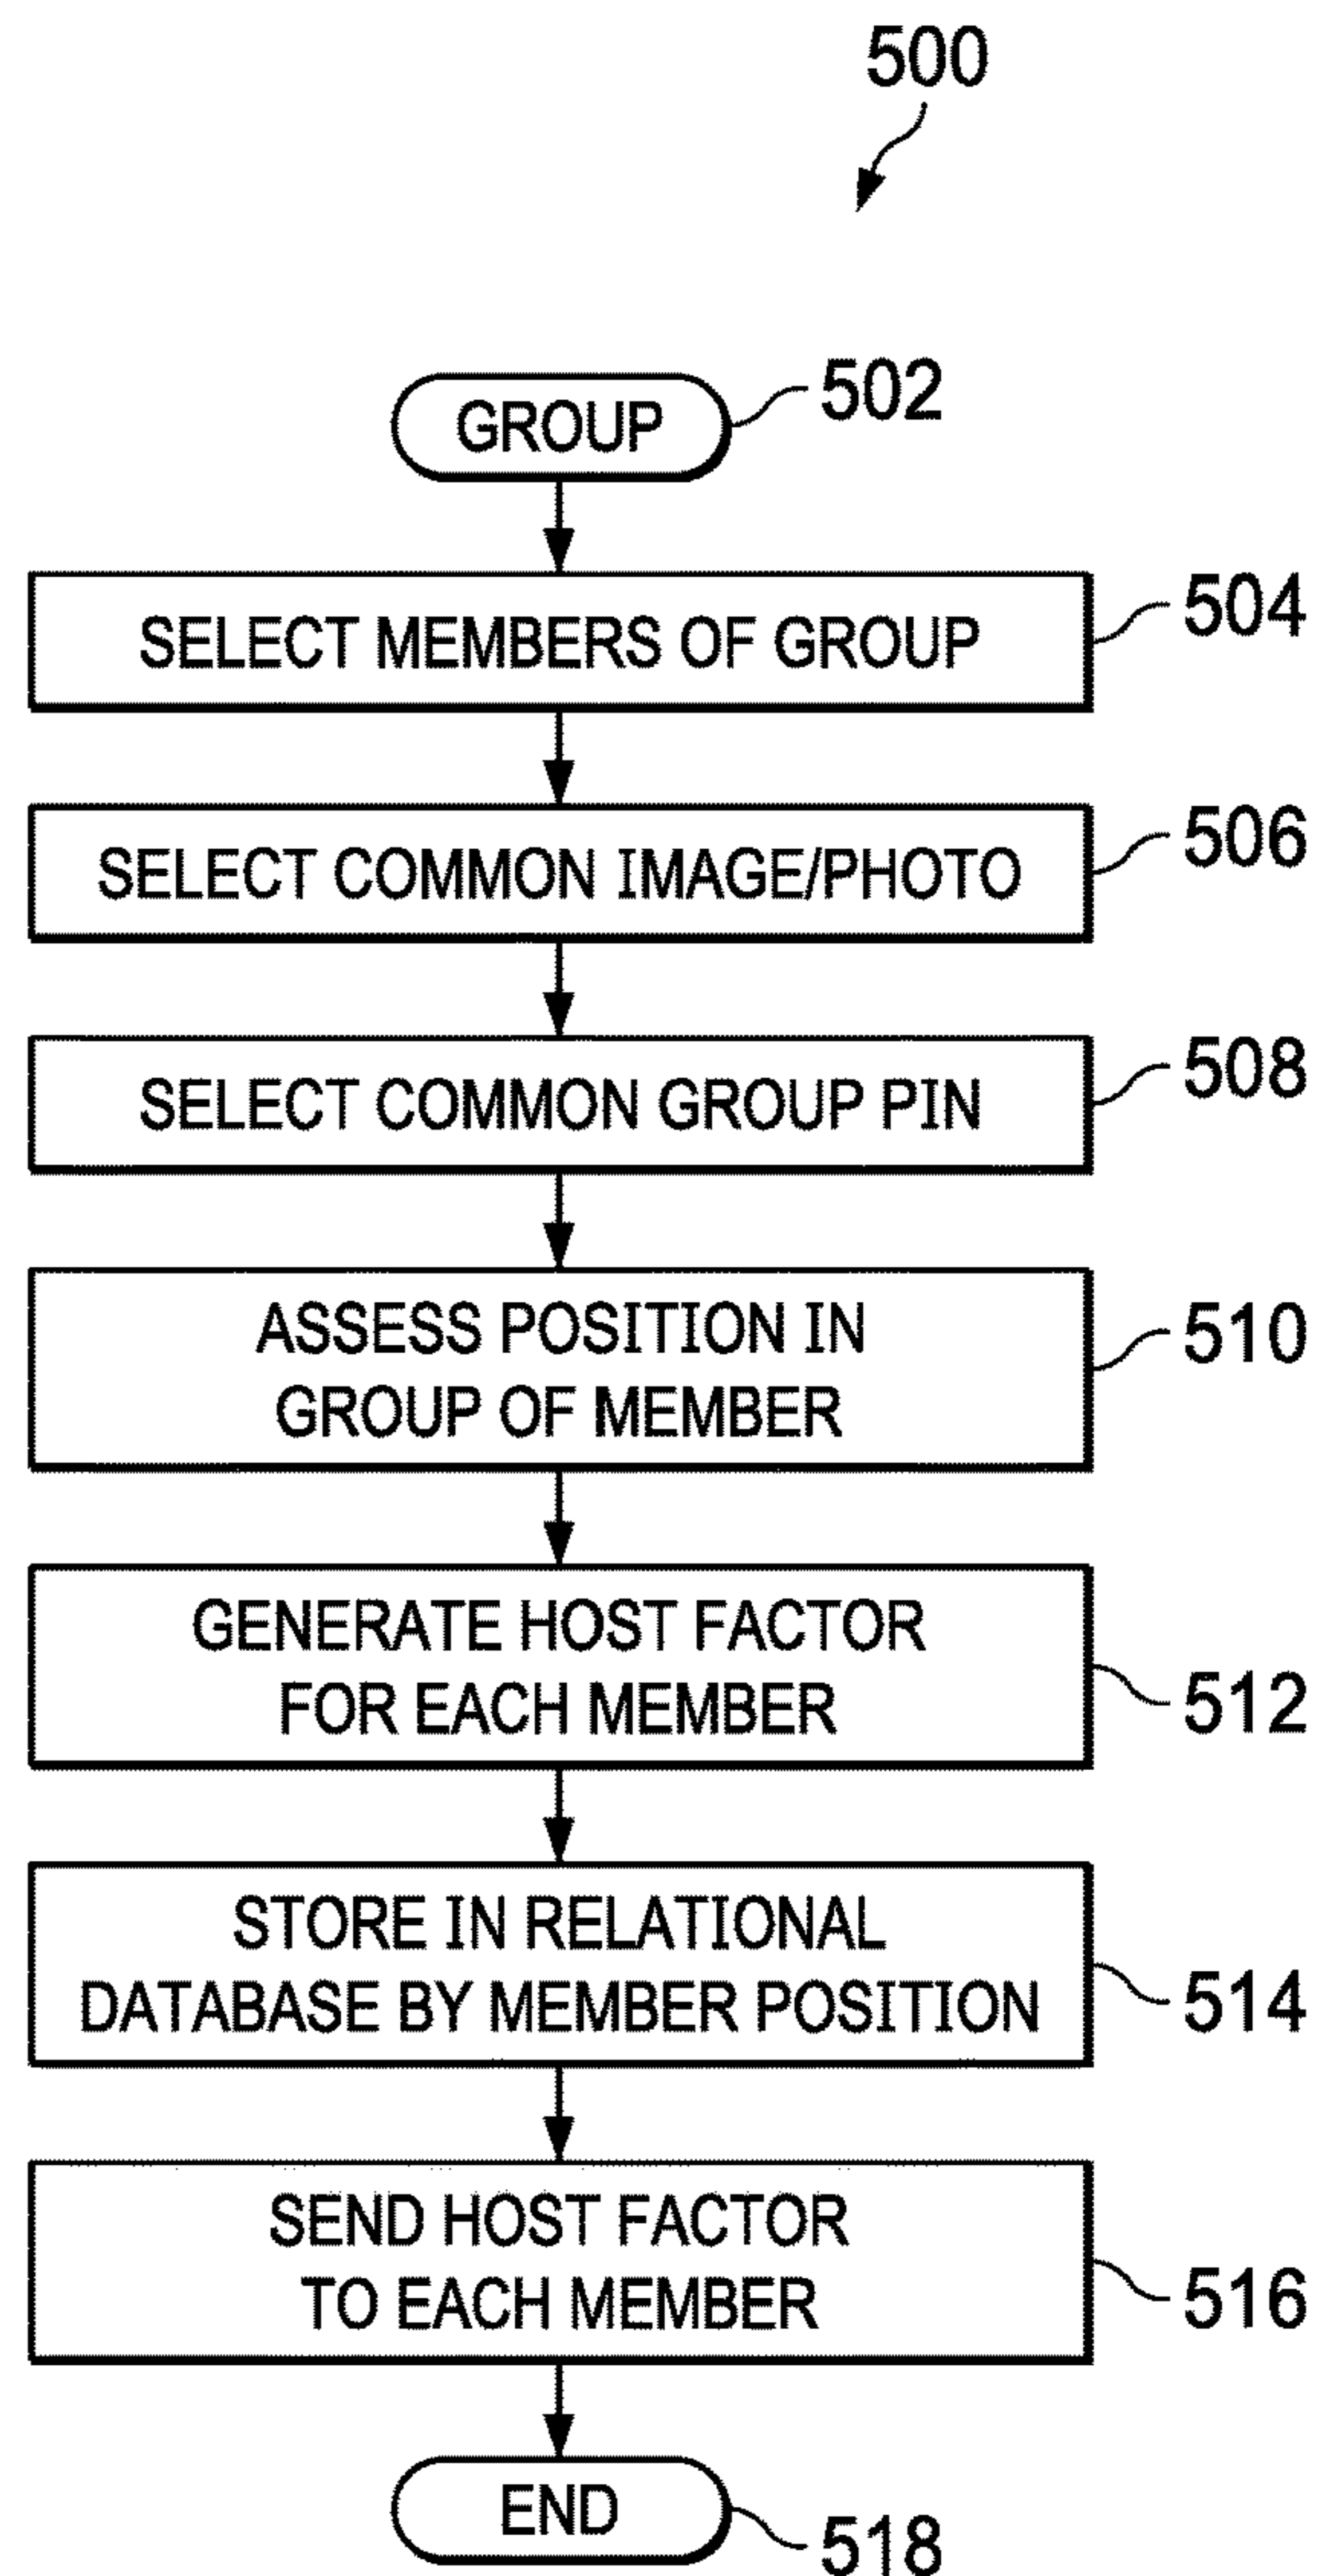 500
GROUP
502
SELECT MEMBERS OF GROUP
504
SELECT COMMON IMAGE/PHOTO
506
SELECT COMMON GROUP PIN
508
ASSESS POSITION IN
GROUP OF MEMBER
510
GENERATE HOST FACTOR
FOR EACH MEMBER
512
STORE IN RELATIONAL
DATABASE BY MEMBER POSITION
514
SEND HOST FACTOR
TO EACH MEMBER
516
END
518